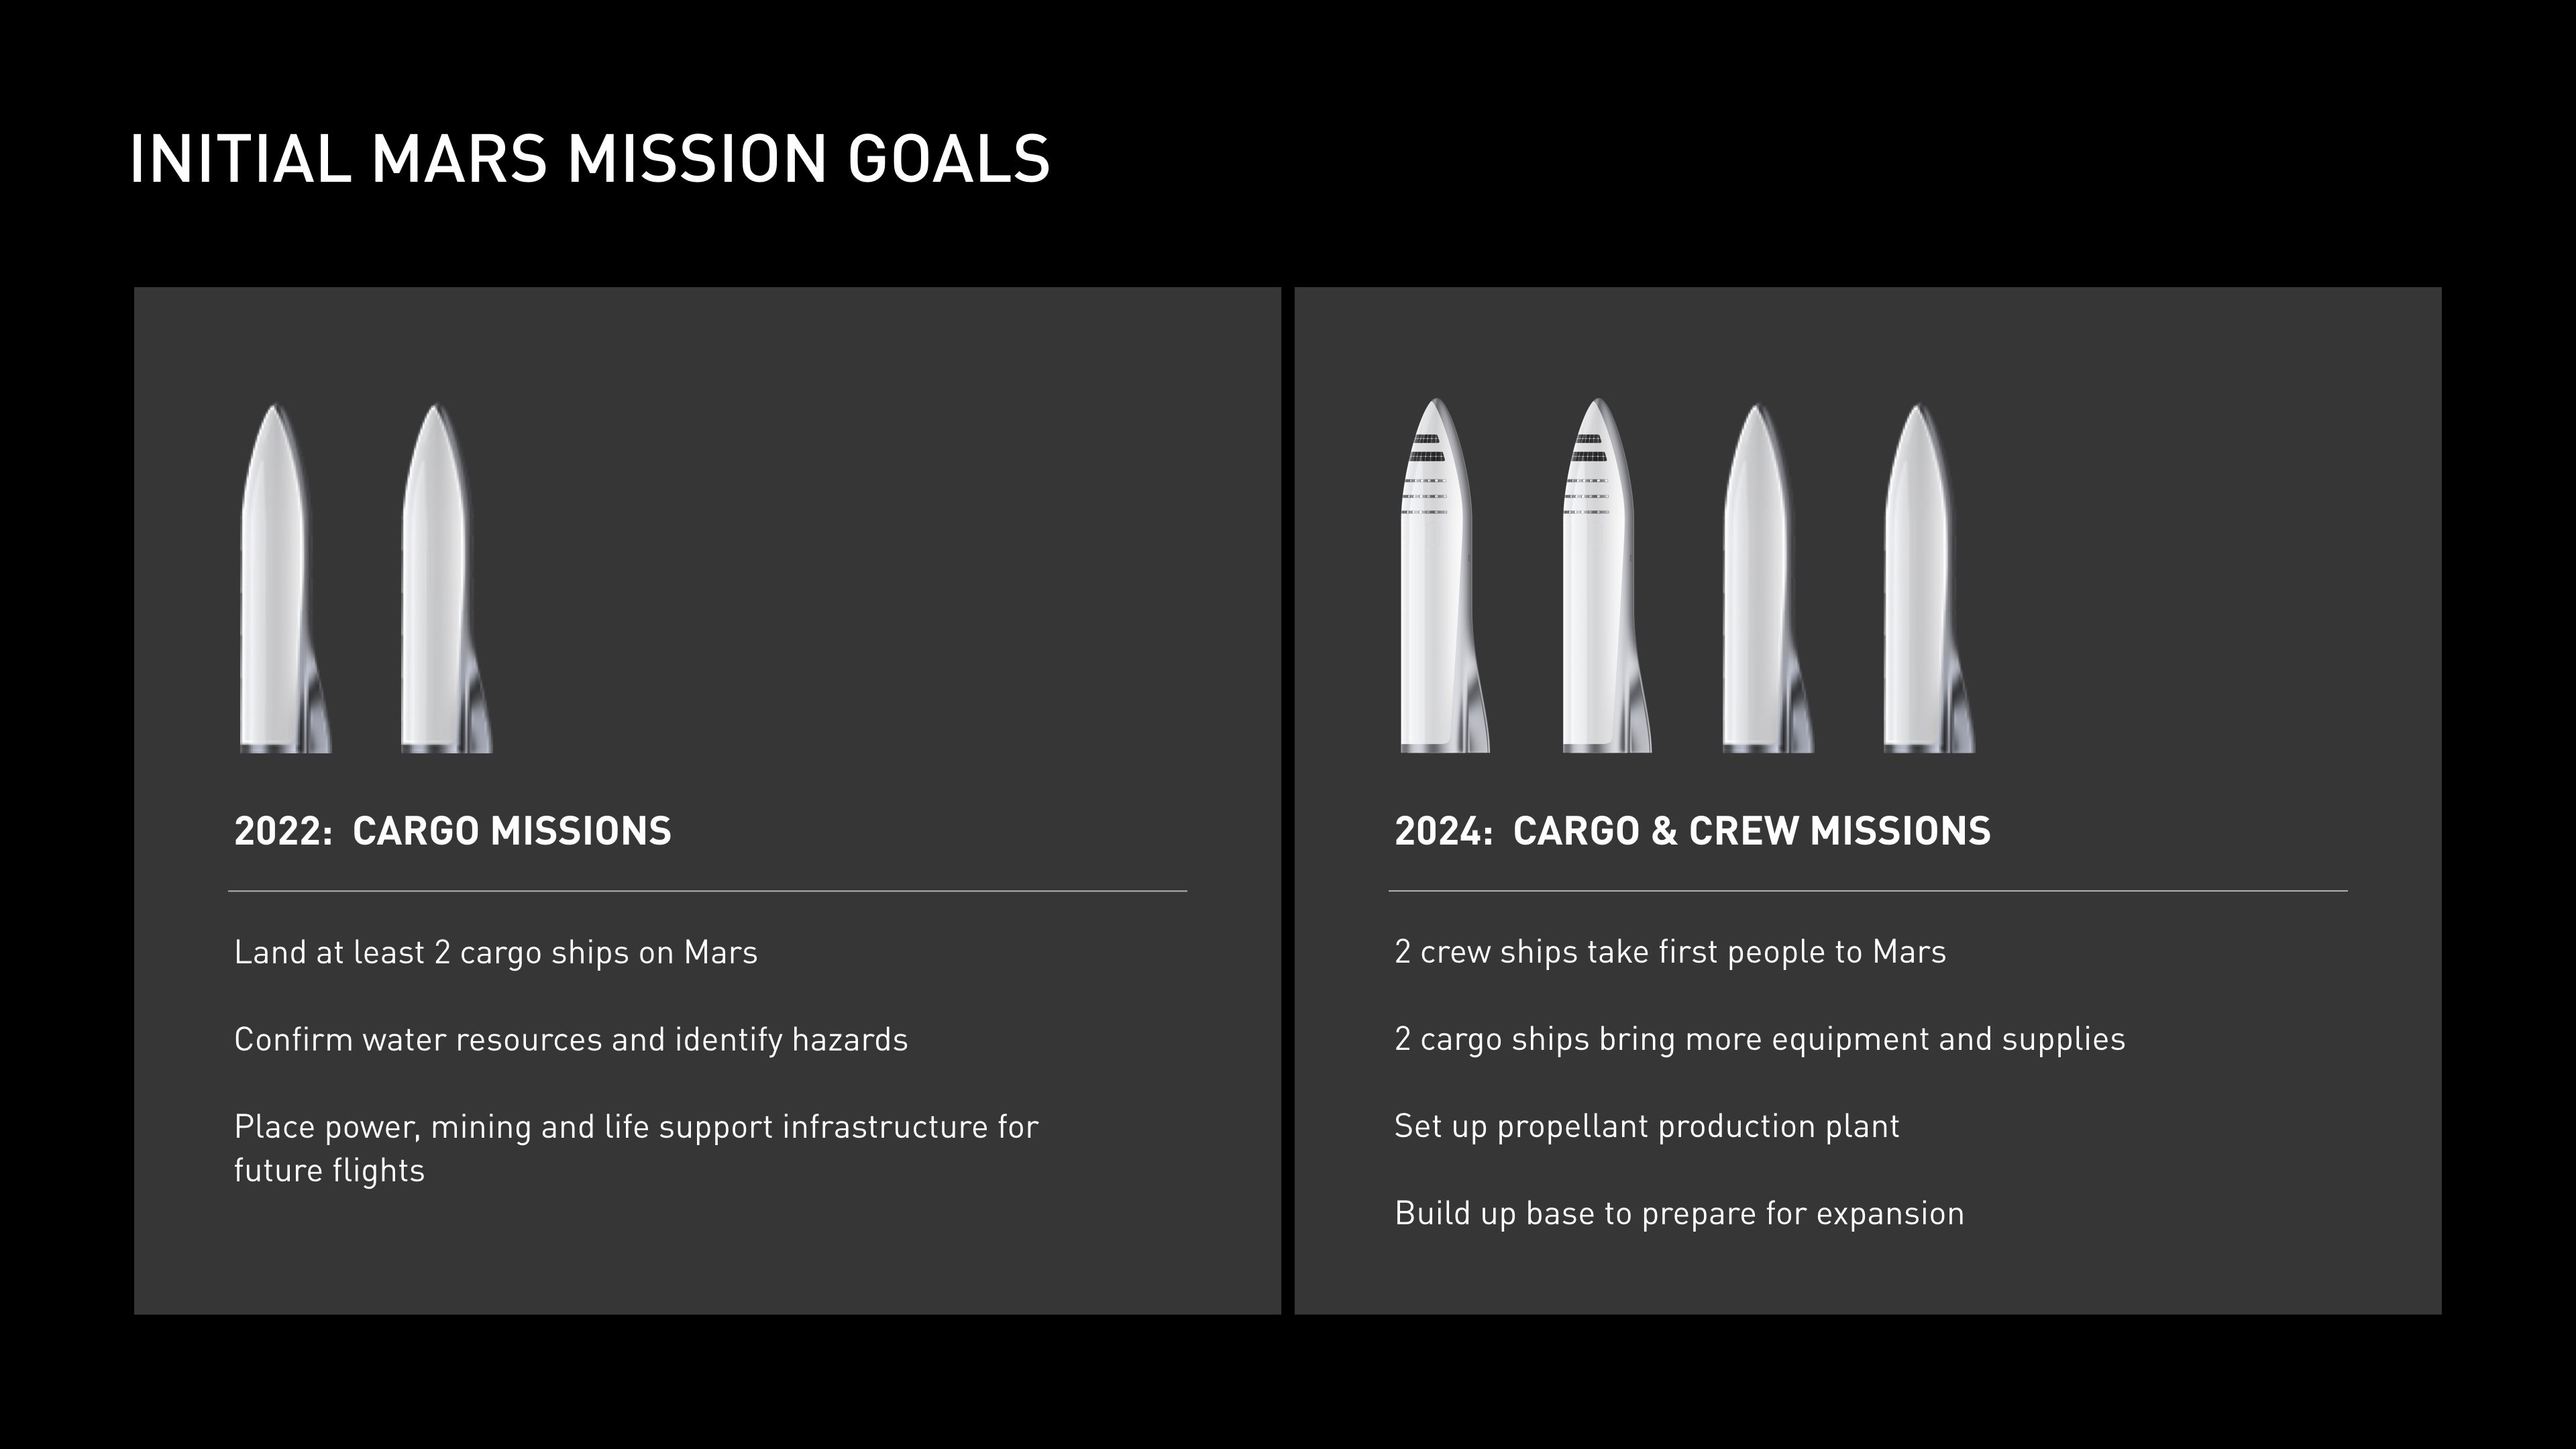 INITIAL MARS MISSION GOALS
2022: CARGO MISSIONS
Land at least 2 cargo ships on Mars
Confirm water resources and identify hazards
Place power, mining and life support infrastructure for
future flights
2024: CARGO & CREW MISSIONS
2 crew ships take first people to Mars
2 cargo ships bring more equipment and supplies
Set up propellant production plant
Build up base to prepare for expansion